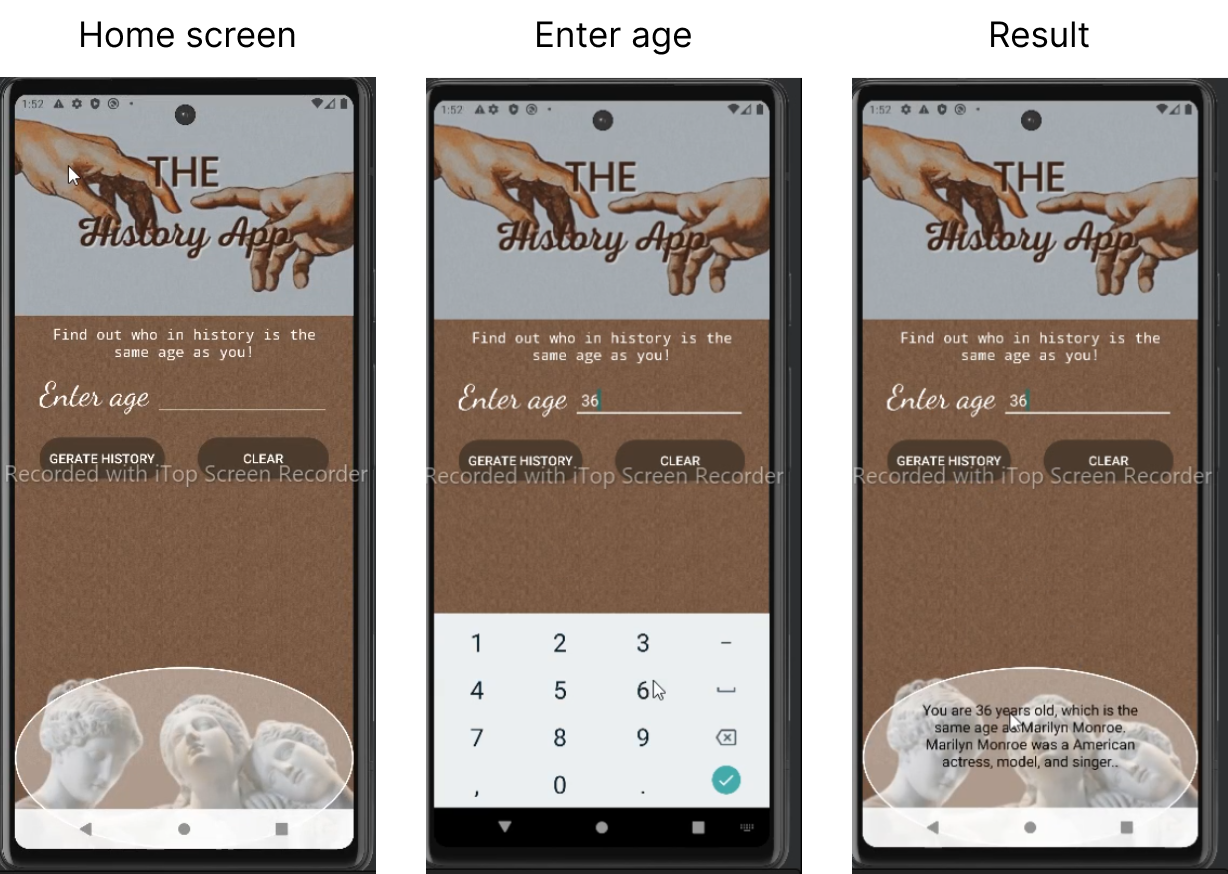 Home screen
1:52
THE
History App
Find out who in history is the
same age as you!
Enter age
GERATE HISTORY
CLEAR
Recorded with iTop Screen Recorder
Enter age
1:52
THE
History App
Find out who in history is the
same age as you!
Enter age 36
GERATE HISTORY
CLEAR
Recorded with iTop Screen Recorder
1 2 3 –
4 5 6
7 8 9
, 0 .
Result
1:52
THE
History App
Find out who in history is the
same age as you!
Enter age 36
GERATE HISTORY
CLEAR
Recorded with iTop Screen Recorder
You are 36 years old, which is the
same age as Marilyn Monroe.
Marilyn Monroe was a American
actress, model, and singer..